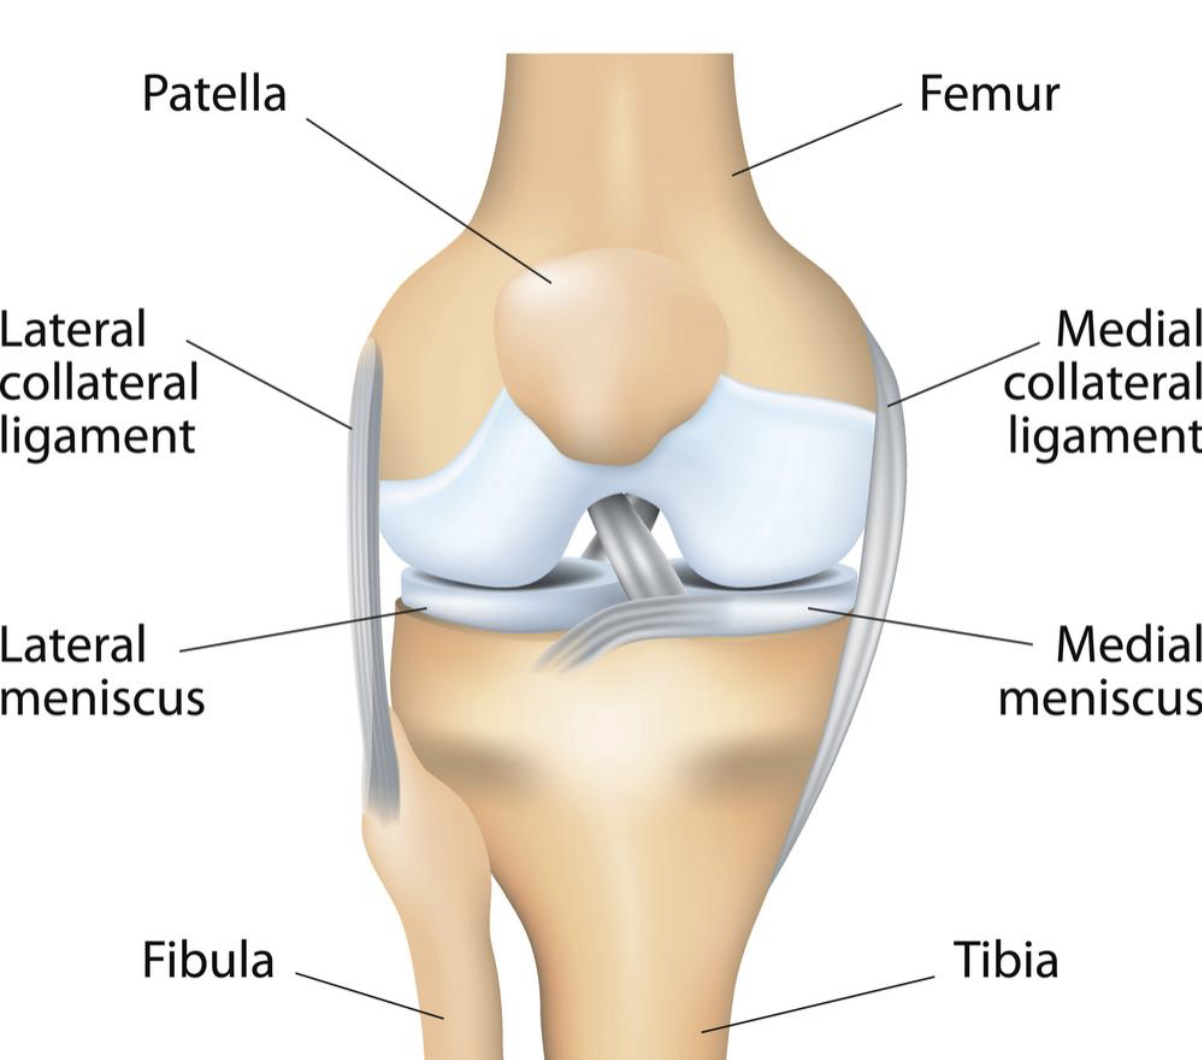 Patella
Femur
Lateral
collateral
ligament
Medial
collateral
ligament
Lateral
meniscus
Medial
meniscus
Fibula
Tibia